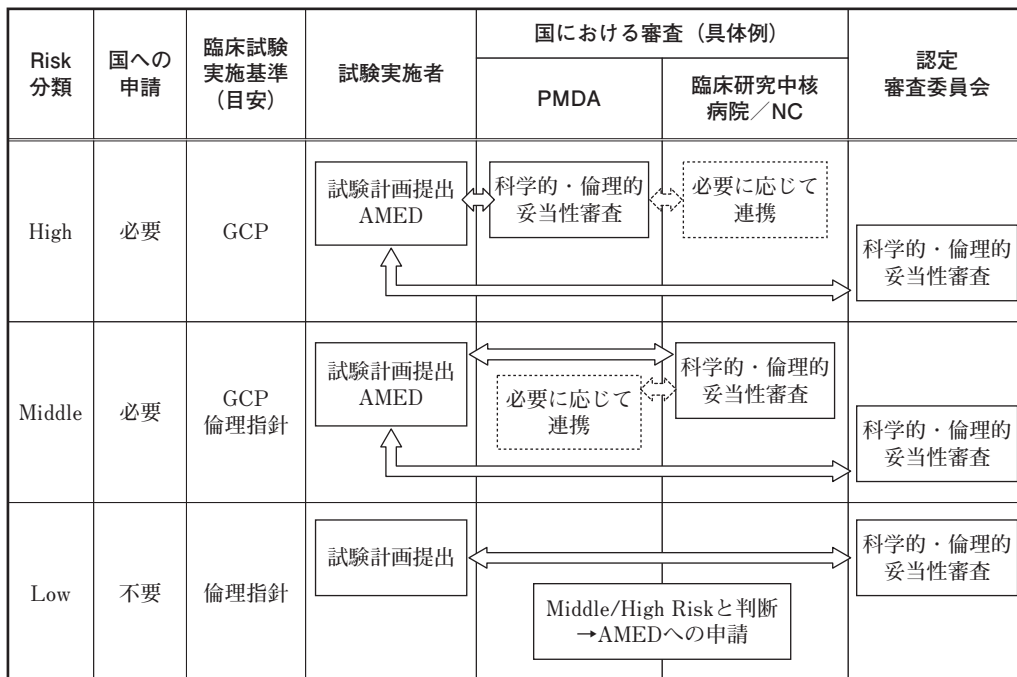 Risk
分類
国への
申請
臨床試験
実施基準
（目安）
試験実施者
国における審査（具体例）
PMDA
臨床研究中核
病院／NC
認定
審査委員会
High
必要
GCP
試験計画提出
AMED
科学的・倫理的
妥当性審査
必要に応じて
連携
科学的・倫理的
妥当性審査
Middle
必要
GCP
倫理指針
試験計画提出
AMED
必要に応じて
連携
科学的・倫理的
妥当性審査
科学的・倫理的
妥当性審査
Low
不要
倫理指針
試験計画提出
Middle/High Riskと判断
→AMEDへの申請
科学的・倫理的
妥当性審査